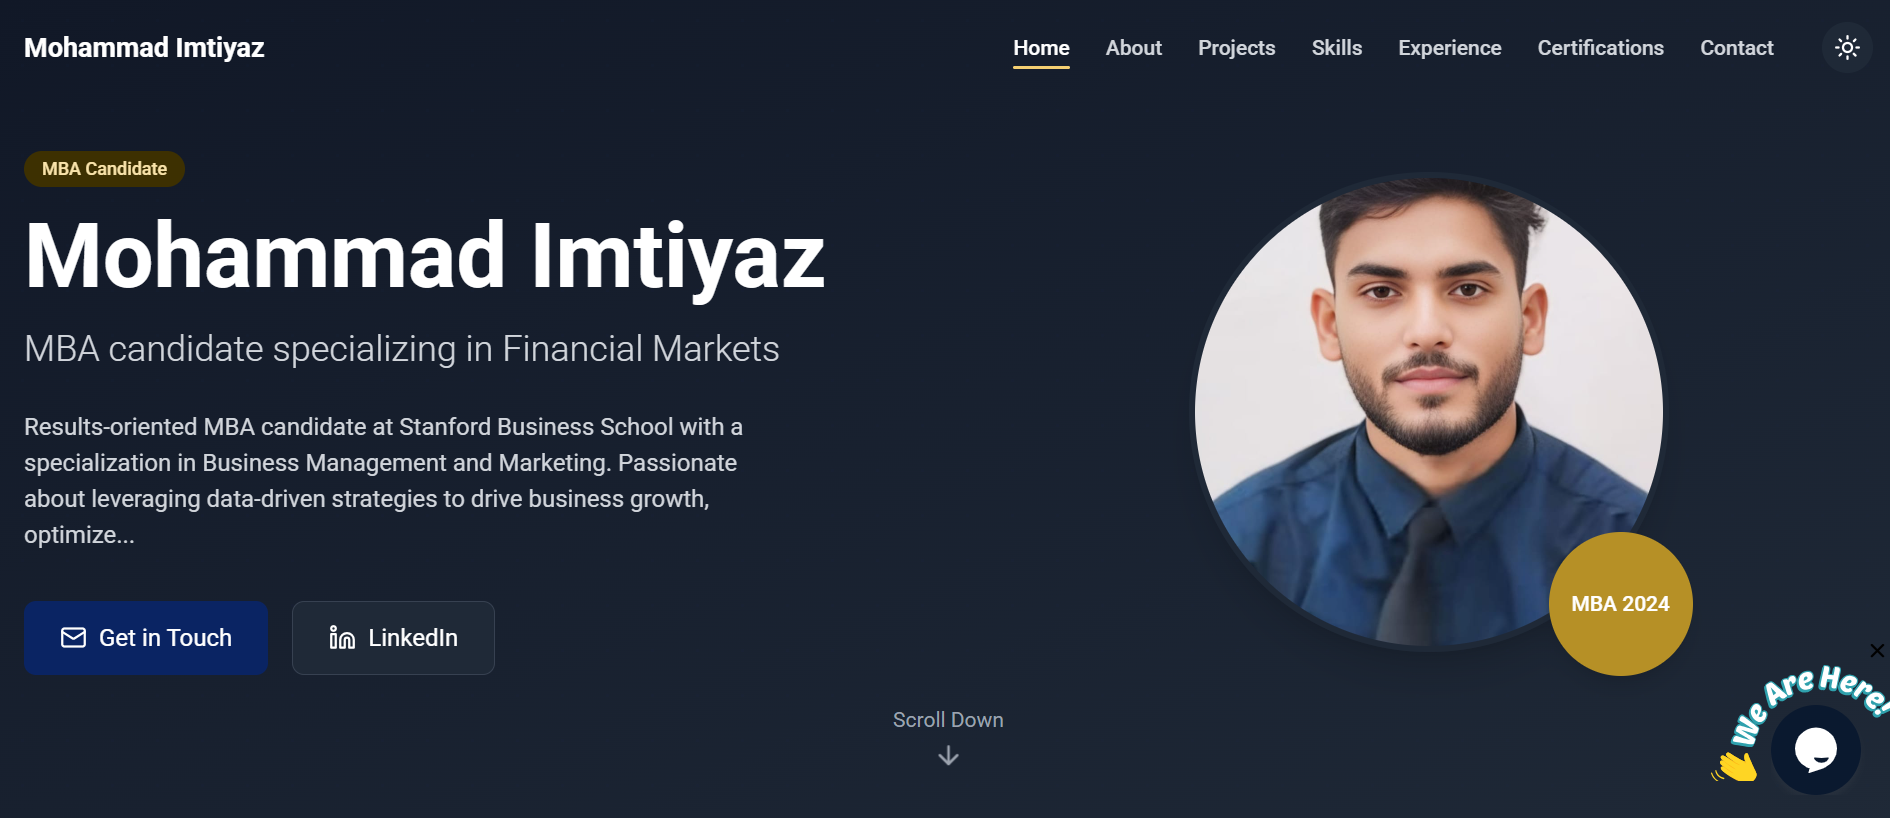 Mohammad Imtiyaz
Home About Projects Skills Experience Certifications Contact
MBA Candidate
Mohammad Imtiyaz
MBA candidate specializing in Financial Markets
Results-oriented MBA candidate at Stanford Business School with a
specialization in Business Management and Marketing. Passionate
about leveraging data-driven strategies to drive business growth,
optimize...
Get in Touch LinkedIn
MBA 2024
Scroll Down
We Are Here!